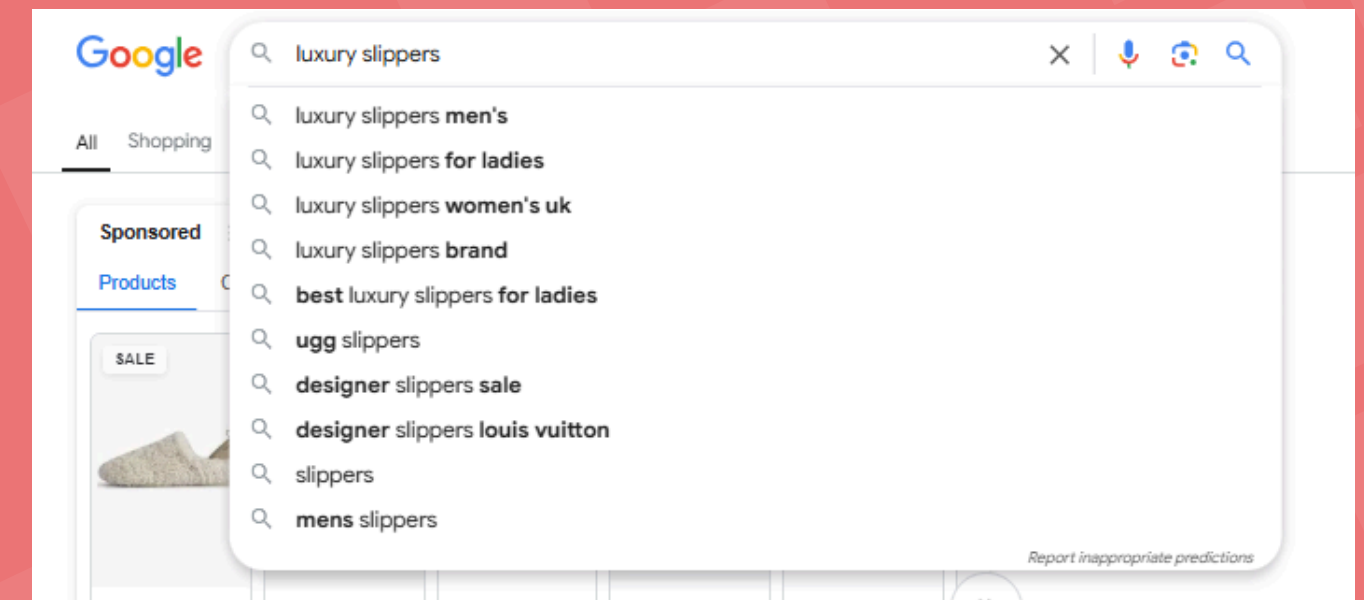 Google
luxury slippers
All
Shopping
luxury slippers men's
luxury slippers for ladies
luxury slippers women's uk
luxury slippers brand
best luxury slippers for ladies
ugg slippers
designer slippers sale
designer slippers louis vuitton
slippers
mens slippers
Report inappropriate predictions
Sponsored
Products
SALE